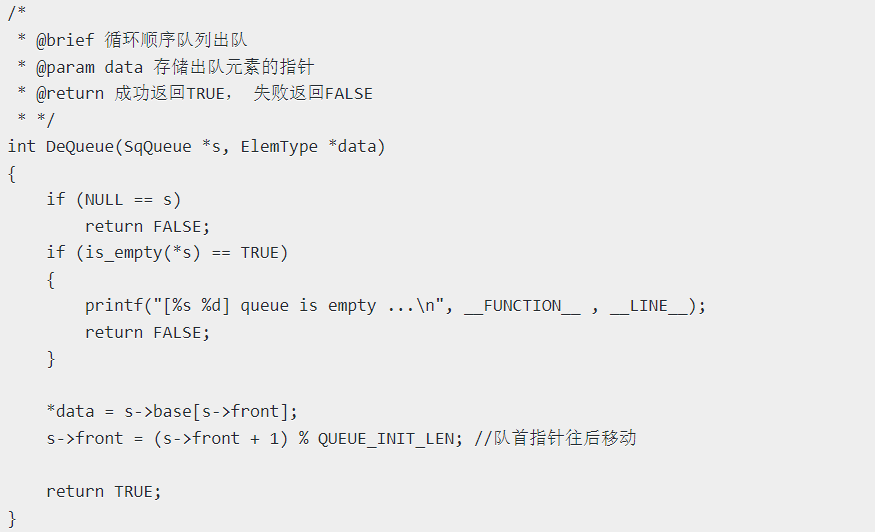 /*
 * @brief 循环顺序队列出队
 * @param data 存储出队元素的指针
 * @return 成功返回TRUE， 失败返回FALSE
 * */
int DeQueue(SqQueue *s, ElemType *data)
{
    if (NULL == s)
        return FALSE;
    if (is_empty(*s) == TRUE)
    {
        printf("[%s %d] queue is empty ...\n", __FUNCTION__ , __LINE__);
        return FALSE;
    }

    *data = s->base[s->front];
    s->front = (s->front + 1) % QUEUE_INIT_LEN; //队首指针往后移动

    return TRUE;
}